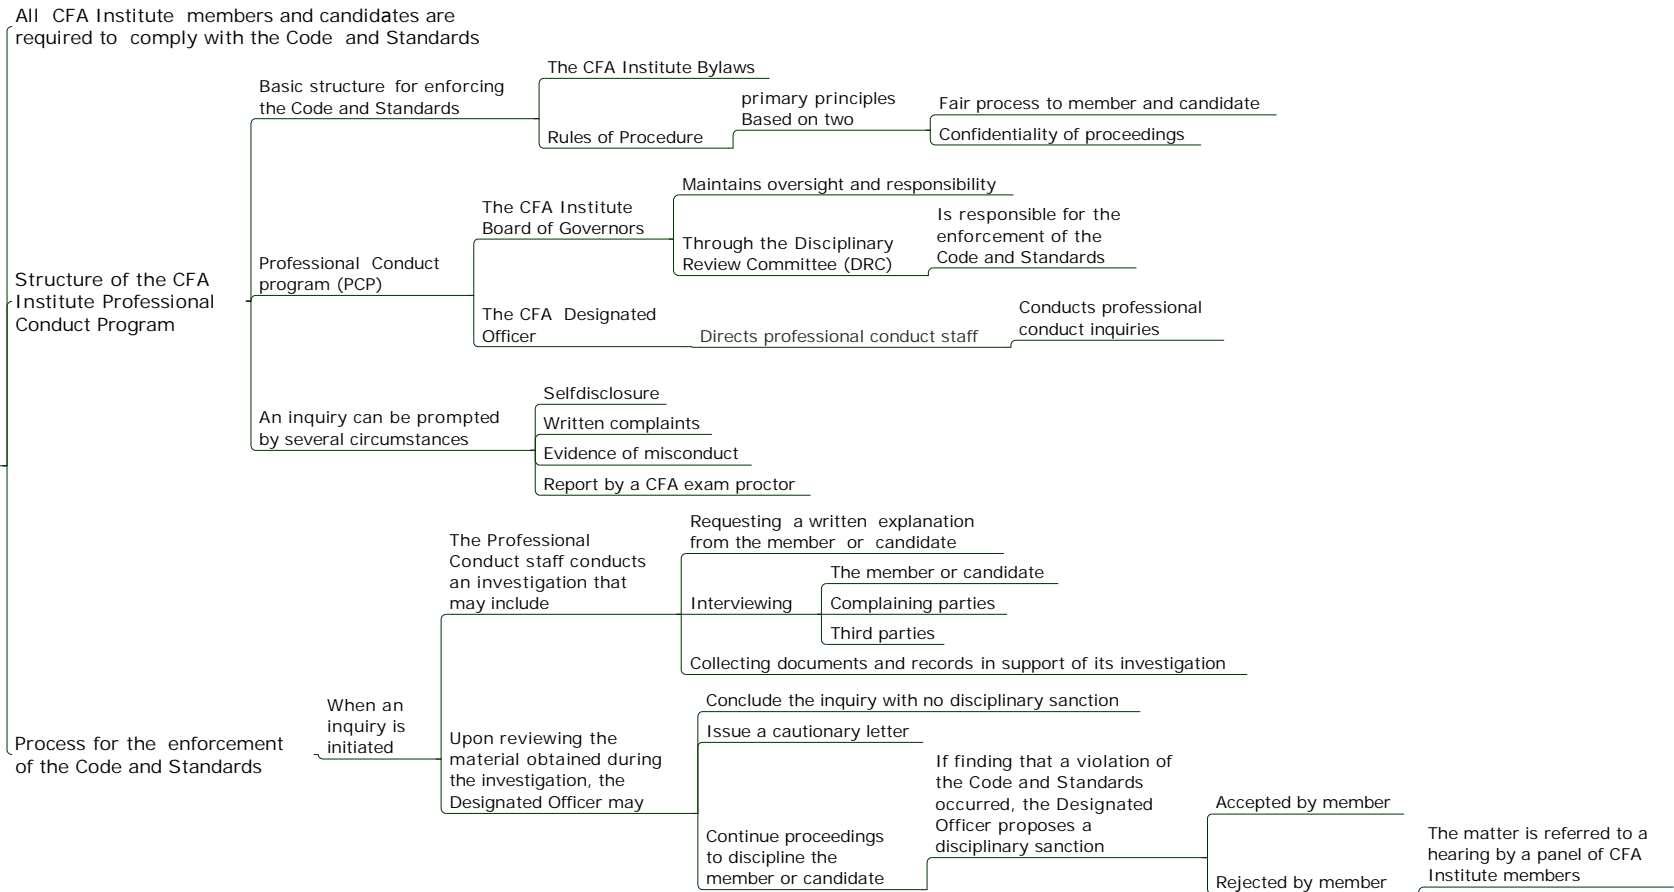 All CFA Institute members and candidates are
required to comply with the Code and Standards
Structure of the CFA
Institute Professional
Conduct Program
Basic structure for enforcing
the Code and Standards
The CFA Institute Bylaws
Rules of Procedure
primary principles
Based on two
Fair process to member and candidate
Confidentiality of proceedings
Professional Conduct
program (PCP)
The CFA Institute
Board of Governors
Maintains oversight and responsibility
Through the Disciplinary
Review Committee (DRC)
Is responsible for the
enforcement of the
Code and Standards
The CFA Designated
Officer
Directs professional conduct staff
Conducts professional
conduct inquiries
An inquiry can be prompted
by several circumstances
Selfdisclosure
Written complaints
Evidence of misconduct
Report by a CFA exam proctor
Process for the enforcement
of the Code and Standards
When an
inquiry is
initiated
The Professional
Conduct staff conducts
an investigation that
may include
Requesting a written explanation
from the member or candidate
Interviewing
The member or candidate
Complaining parties
Third parties
Collecting documents and records in support of its investigation
Upon reviewing the
material obtained during
the investigation, the
Designated Officer may
Conclude the inquiry with no disciplinary sanction
Issue a cautionary letter
Continue proceedings
to discipline the
member or candidate
If finding that a violation of
the Code and Standards
occurred, the Designated
Officer proposes a
disciplinary sanction
Accepted by member
Rejected by member
The matter is referred to a
hearing by a panel of CFA
Institute members